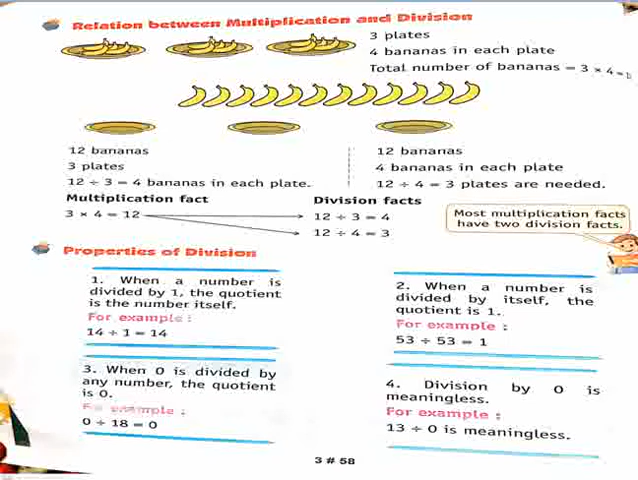 Relation between Multiplication and Division
3 plates
4 bananas in each plate
Total number of bananas = 3 × 4 =
12 bananas
3 plates
12 ÷ 3 = 4 bananas in each plate.
12 bananas
4 bananas in each plate
12 ÷ 4 = 3 plates are needed.
Multiplication fact
3 × 4 = 12
Division facts
12 ÷ 3 = 4
12 ÷ 4 = 3
Most multiplication facts
have two division facts.
Properties of Division
1. When a number is
divided by 1, the quotient
is the number itself.
For example :
14 ÷ 1 = 14
2. When a number is
divided by itself, the
quotient is 1.
For example :
53 ÷ 53 = 1
3. When 0 is divided by
any number, the quotient
is 0.
For example :
0 ÷ 18 = 0
4. Division by 0 is
meaningless.
For example :
13 ÷ 0 is meaningless.
3 # 58